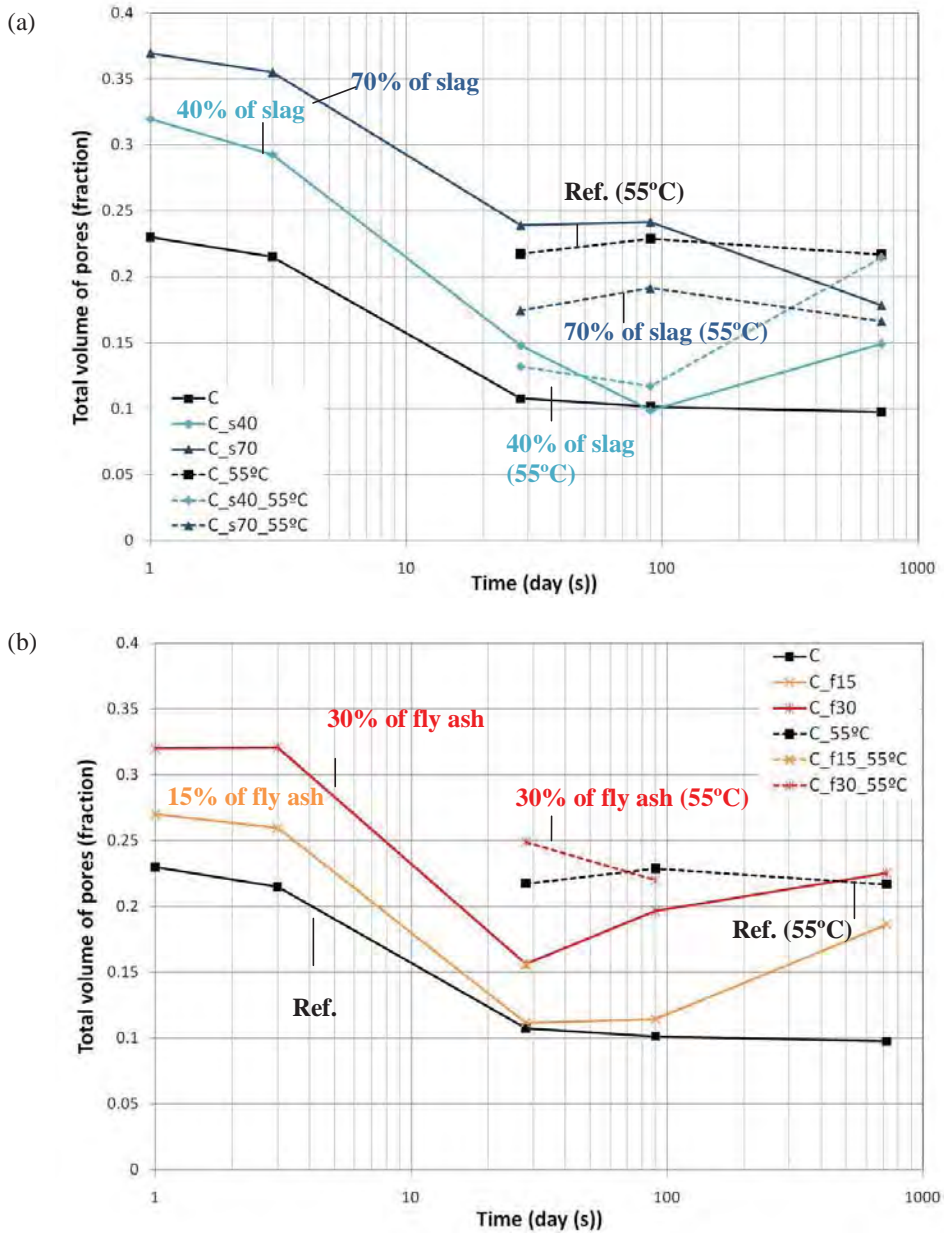 (a)
Total volume of pores (fraction)
0.4
0.35
0.3
0.25
0.2
0.15
0.1
0.05
0
70% of slag
40% of slag
Ref. (55ºC)
70% of slag (55ºC)
40% of slag
(55ºC)
C
C_s40
C_s70
C_55ºC
C_s40_55ºC
C_s70_55ºC
1
10
100
1000
Time (day (s))
(b)
Total volume of pores (fraction)
0.4
0.35
0.3
0.25
0.2
0.15
0.1
0.05
0
C
C_f15
C_f30
C_55ºC
C_f15_55ºC
C_f30_55ºC
30% of fly ash
15% of fly ash
30% of fly ash (55ºC)
Ref. (55ºC)
Ref.
1
10
100
1000
Time (day (s))